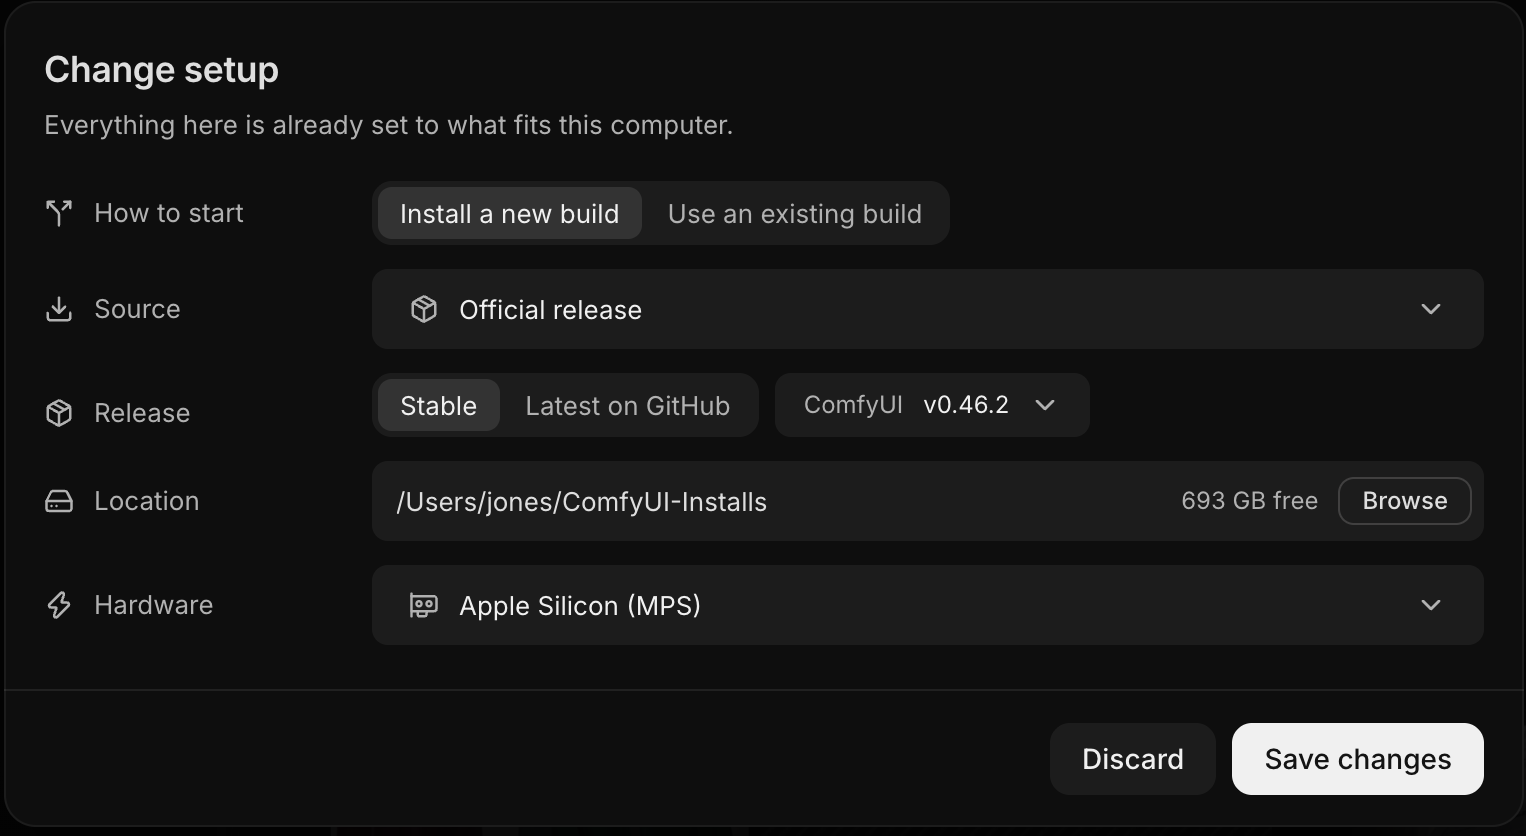 Change setup
Everything here is already set to what fits this computer.
How to start
Install a new build
Use an existing build
Source
Official release
Release
Stable
Latest on GitHub
ComfyUI v0.46.2
Location
/Users/jones/ComfyUI-Installs
693 GB free
Browse
Hardware
Apple Silicon (MPS)
Discard
Save changes